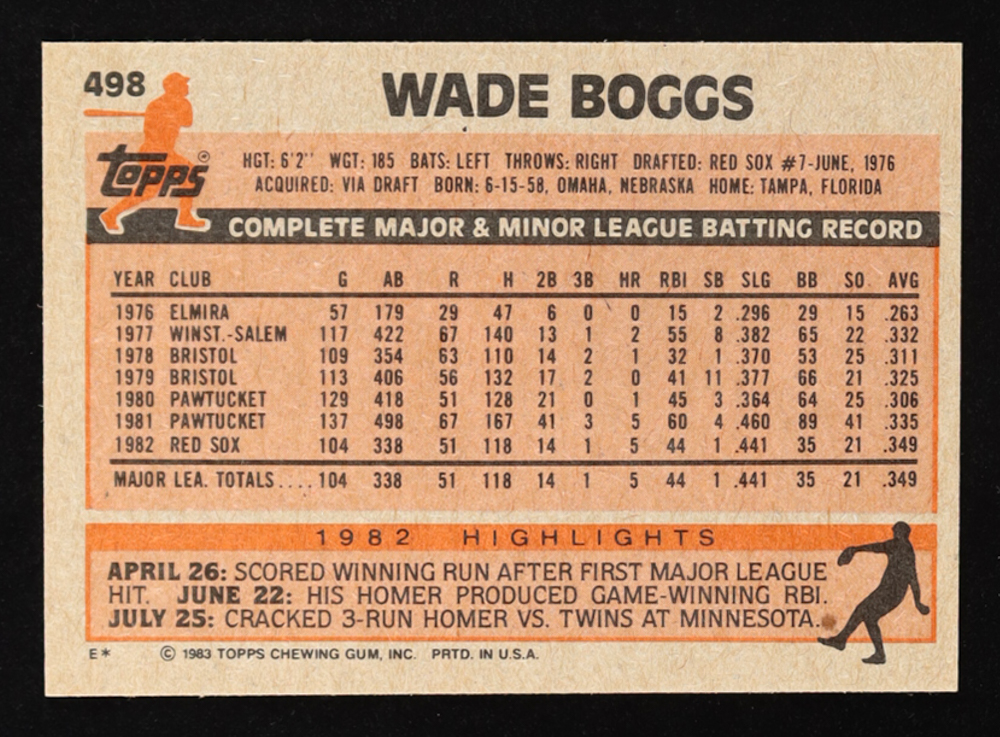 498
WADE BOGGS
Topps®
HGT: 6'2" WGT: 185 BATS: LEFT THROWS: RIGHT DRAFTED: RED SOX #7-JUNE, 1976
ACQUIRED: VIA DRAFT BORN: 6-15-58, OMAHA, NEBRASKA HOME: TAMPA, FLORIDA
COMPLETE MAJOR & MINOR LEAGUE BATTING RECORD
YEAR CLUB G AB R H 2B 3B HR RBI SB SLG BB SO AVG
1976 ELMIRA 57 179 29 47 6 0 0 15 2 .296 29 15 .263
1977 WINST.-SALEM 117 422 67 140 13 1 2 55 8 .382 65 22 .332
1978 BRISTOL 109 354 63 110 14 2 1 32 1 .370 53 25 .311
1979 BRISTOL 113 406 56 132 17 2 0 41 11 .377 66 21 .325
1980 PAWTUCKET 129 418 51 128 21 0 1 45 3 .364 64 25 .306
1981 PAWTUCKET 137 498 67 167 41 3 5 60 4 .460 89 41 .335
1982 RED SOX 104 338 51 118 14 1 5 44 1 .441 35 21 .349
MAJOR LEA. TOTALS.... 104 338 51 118 14 1 5 44 1 .441 35 21 .349
1982 HIGHLIGHTS
APRIL 26: SCORED WINNING RUN AFTER FIRST MAJOR LEAGUE
HIT. JUNE 22: HIS HOMER PRODUCED GAME-WINNING RBI.
JULY 25: CRACKED 3-RUN HOMER VS. TWINS AT MINNESOTA.
E* © 1983 TOPPS CHEWING GUM, INC. PRTD. IN U.S.A.